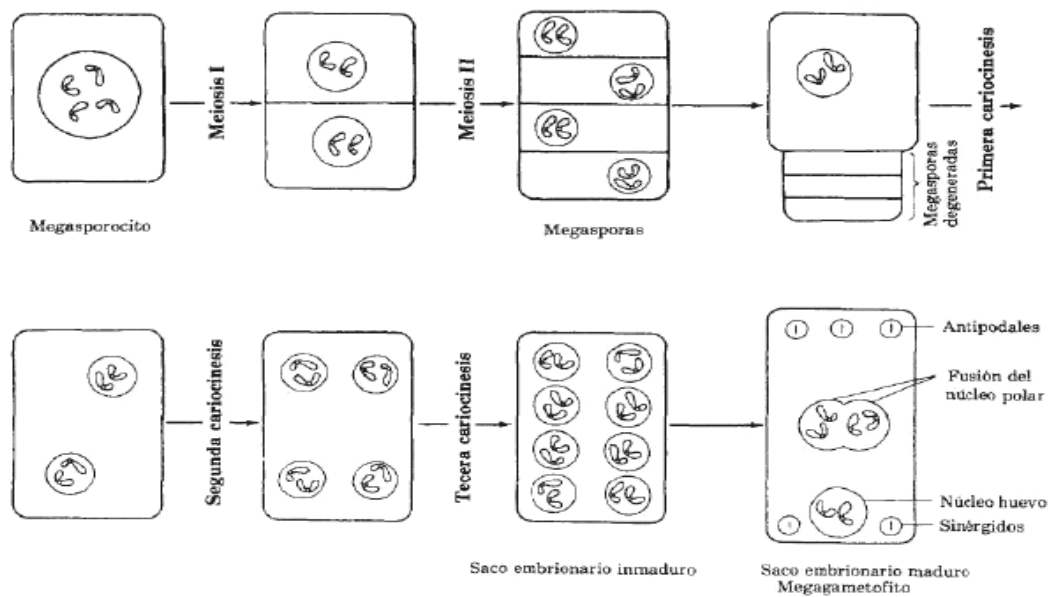 Meiosis I
Meiosis II
Megasporas
degeneradas
Primera cariocinesis
Megasporocito
Megasporas
Segunda cariocinesis
Tecera cariocinesis
Antipodales
Fusión del
núcleo polar
Núcleo huevo
Sinérgidos
Saco embrionario inmaduro
Saco embrionario maduro
Megagametofito